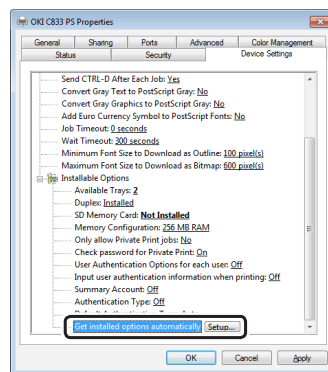 OKI C833 PS Properties
General Sharing Ports Advanced Color Management
Status Security Device Settings
Send CTRL-D After Each Job: Yes
Convert Gray Text to PostScript Gray: No
Convert Gray Graphics to PostScript Gray: No
Add Euro Currency Symbol to PostScript Fonts: No
Job Timeout: 0 seconds
Wait Timeout: 300 seconds
Minimum Font Size to Download as Outline: 100 pixel(s)
Maximum Font Size to Download as Bitmap: 600 pixel(s)
Installable Options
Available Trays: 2
Duplex: Installed
SD Memory Card: Not Installed
Memory Configuration: 256 MB RAM
Only allow Private Print jobs: No
Check password for Private Print: On
User Authentication Options for each user: Off
Input user authentication information when printing: Off
Summary Account: Off
Authentication Type: Off
Get installed options automatically Setup...
OK Cancel Apply